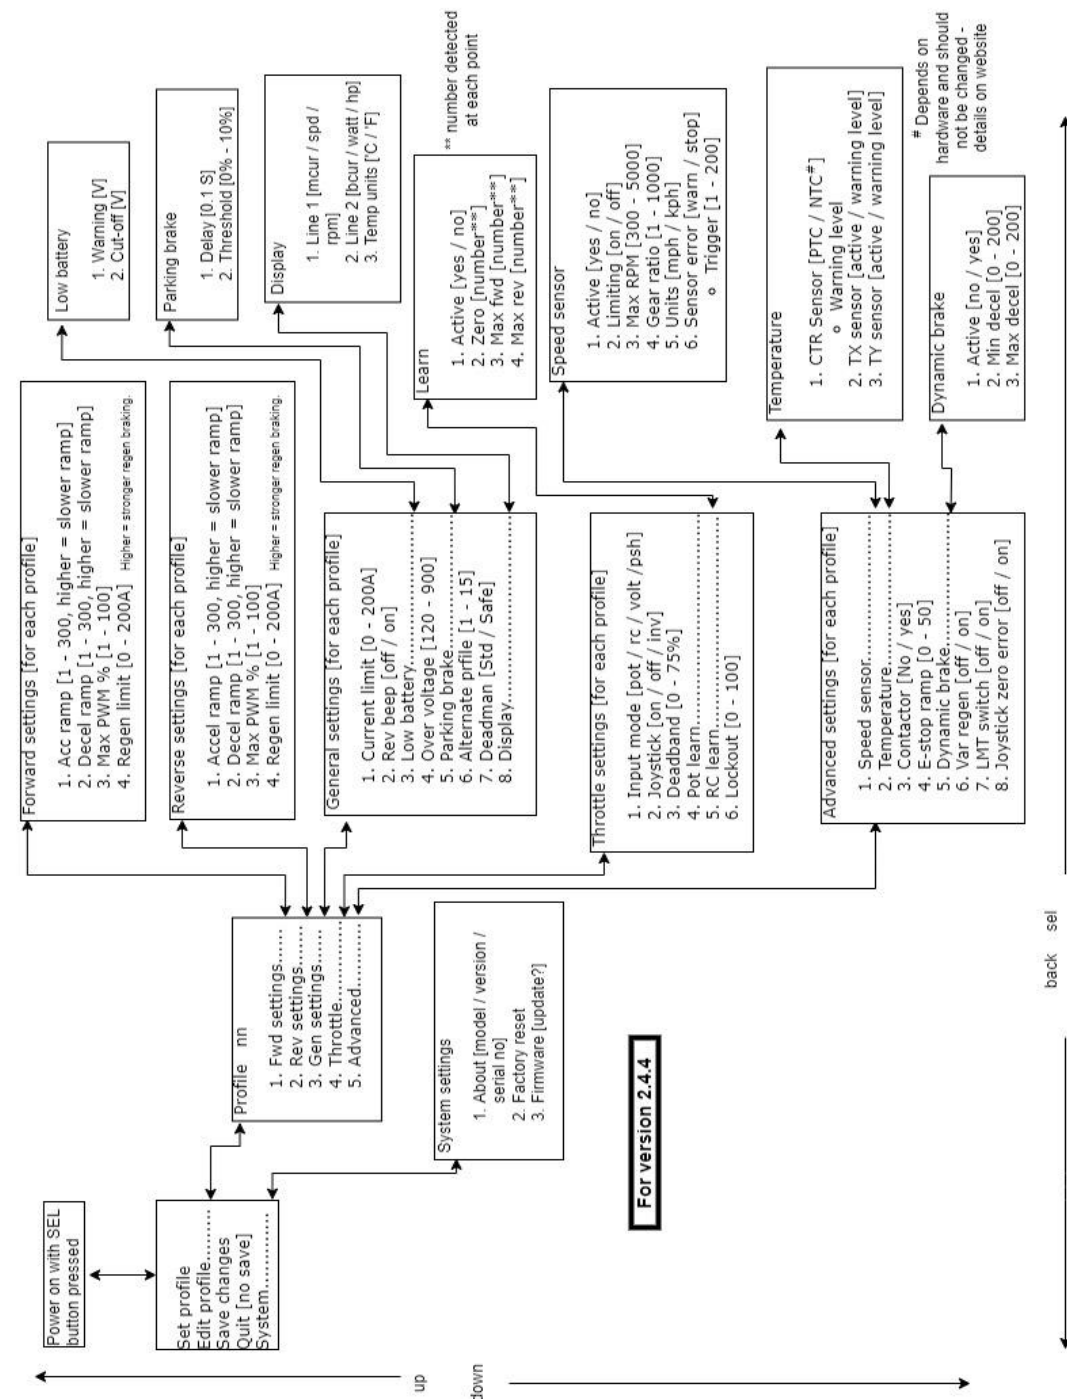 Power on with SEL
button pressed
Set profile
Edit profile..........
Save changes
Quit [no save]
System...............
Profile nn
1. Fwd settings......
2. Rev settings.......
3. Gen settings......
4. Throttle..............
5. Advanced...........
System settings
1. About [model / version /
serial no]
2. Factory reset
3. Firmware [update?]
For version 2.4.4
Forward settings [for each profile]
1. Acc ramp [1 - 300, higher = slower ramp]
2. Decel ramp [1 - 300, higher = slower ramp]
3. Max PWM % [1 - 100]
4. Regen limit [0 - 200A] Higher = stronger regen braking.
Reverse settings [for each profile]
1. Accel ramp [1 - 300, higher = slower ramp]
2. Decel ramp [1 - 300, higher = slower ramp]
3. Max PWM % [1 - 100]
4. Regen limit [0 - 200A] Higher = stronger regen braking.
General settings [for each profile]
1. Current limit [0 - 200A]
2. Rev beep [off / on]
3. Low battery........................
4. Over voltage [120 - 900]
5. Parking brake.....................
6. Alternate prfile [1 - 15]
7. Deadman [Std / Safe]
8. Display..............................
Throttle settings [for each profile]
1. Input mode [pot / rc / volt /psh]
2. Joystick [on / off / inv]
3. Deadband [0 - 75%]
4. Pot learn..............................
5. RC learn..............................
6. Lockout [0 - 100]
Advanced settings [for each profile]
1. Speed sensor......................
2. Temperature.......................
3. Contactor [No / yes]
4. E-stop ramp [0 - 50]
5. Dynamic brake.....................
6. Var regen [off / on]
7. LMT switch [off / on]
8. Joystick zero error [off / on]
Low battery
1. Warning [V]
2. Cut-off [V]
Parking brake
1. Delay [0.1 S]
2. Threshold [0% - 10%]
Display
1. Line 1 [mcur / spd /
rpm]
2. Line 2 [bcur / watt / hp]
3. Temp units ['C / 'F]
Learn
1. Active [yes / no]
2. Zero [number**]
3. Max fwd [number**]
4. Max rev [number**]
** number detected
at each point
Speed sensor
1. Active [yes / no]
2. Limiting [on / off]
3. Max RPM [300 - 5000]
4. Gear ratio [1 - 1000]
5. Units [mph / kph]
6. Sensor error [warn / stop]
o Trigger [1 - 200]
Temperature
1. CTR Sensor [PTC / NTC#]
o Warning level
2. TX sensor [active / warning level]
3. TY sensor [active / warning level]
Dynamic brake
1. Active [no / yes]
2. Min decel [0 - 200]
3. Max decel [0 - 200]
# Depends on
hardware and should
not be changed -
details on website
up
down
back sel